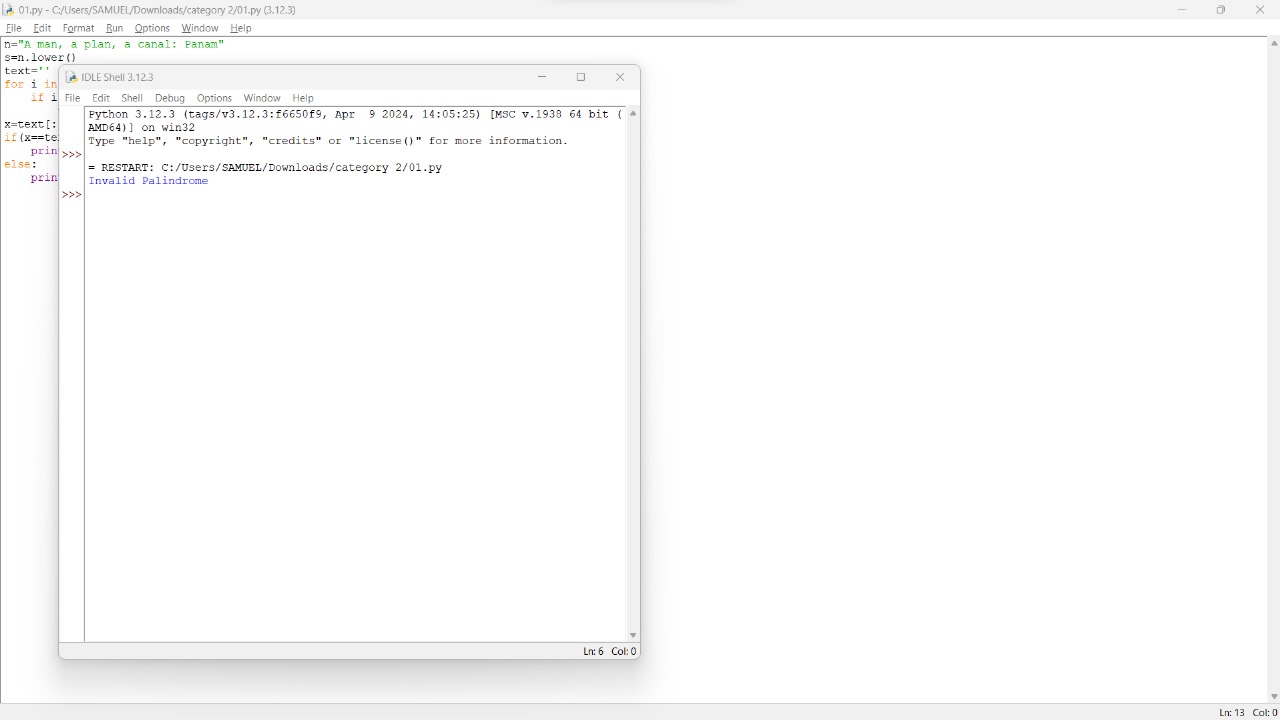 01.py - C:/Users/SAMUEL/Downloads/category 2/01.py (3.12.3)
File Edit Format Run Options Window Help
n="A man, a plan, a canal: Panam"
s=n.lower()
text=''
for i in
if i
x=text[:
if(x==te
prin
else:
prin
IDLE Shell 3.12.3
File Edit Shell Debug Options Window Help
Python 3.12.3 (tags/v3.12.3:f6650f9, Apr  9 2024, 14:05:25) [MSC v.1938 64 bit (
AMD64)] on win32
Type "help", "copyright", "credits" or "license()" for more information.
>>>
= RESTART: C:/Users/SAMUEL/Downloads/category 2/01.py
Invalid Palindrome
>>>
Ln: 6 Col: 0
Ln: 13 Col: 0